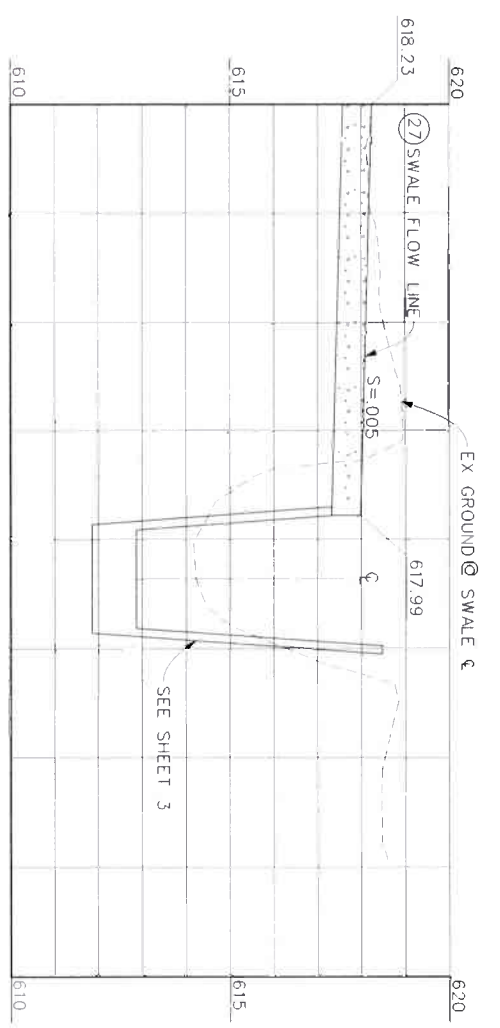 620
615
610
618.23
27 SWALE FLOW LINE
EX GROUND @ SWALE ℄
S=.005
617.99
℄
SEE SHEET 3
620
615
610